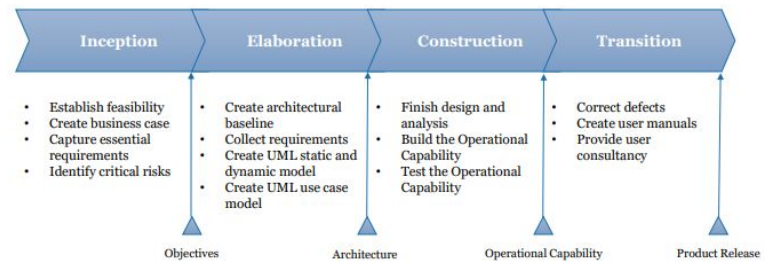 Inception
Elaboration
Construction
Transition
• Establish feasibility
• Create business case
• Capture essential
requirements
• Identify critical risks
• Create architectural
baseline
• Collect requirements
• Create UML static and
dynamic model
• Create UML use case
model
• Finish design and
analysis
• Build the Operational
Capability
• Test the Operational
Capability
• Correct defects
• Create user manuals
• Provide user
consultancy
Objectives
Architecture
Operational Capability
Product Release